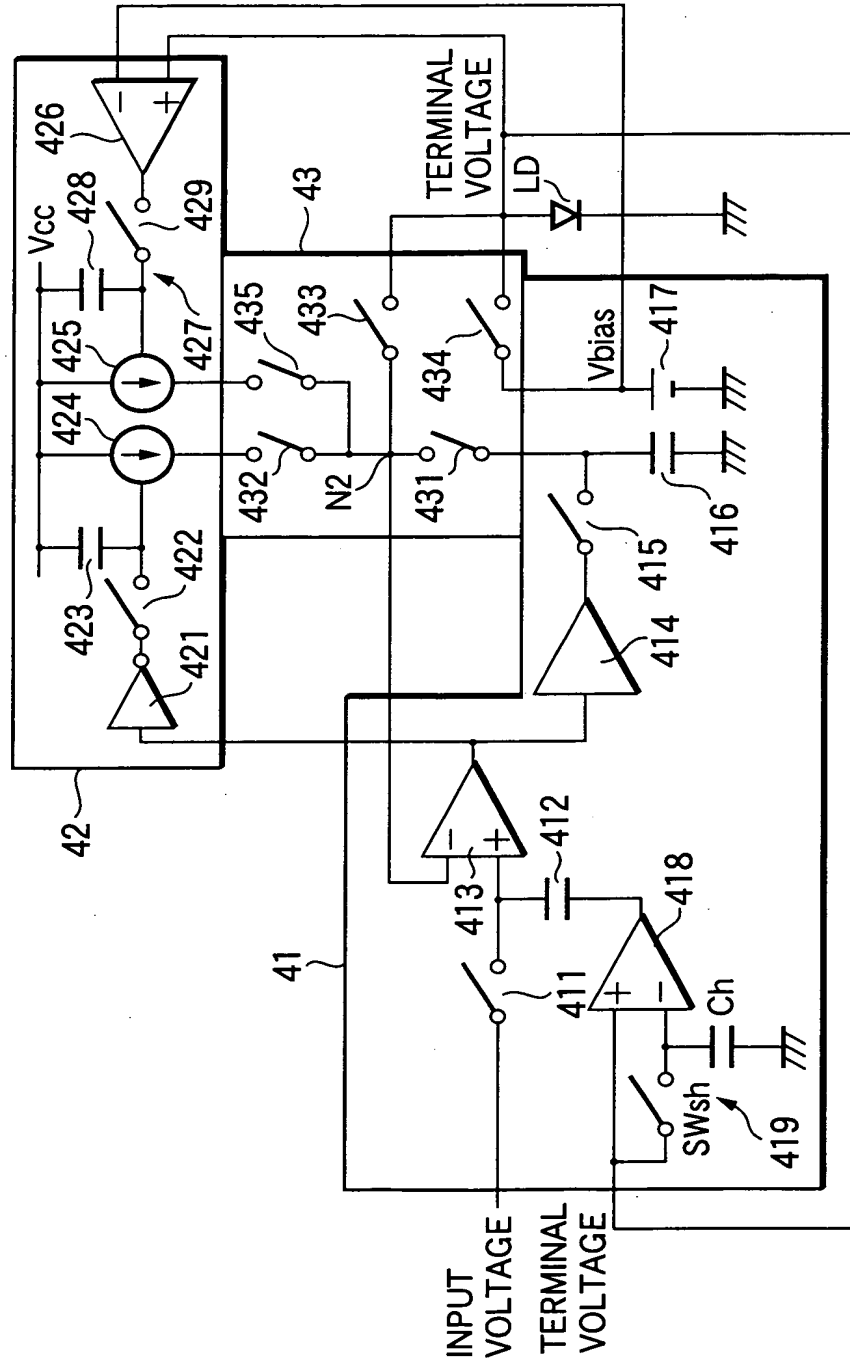 42
421
422
423
424
425
Vcc
428
429
426
427
−
+
43
432
435
433
434
431
N2
TERMINAL
VOLTAGE
LD
Vbias
417
416
415
414
41
−
+
413
412
411
418
+
−
Ch
SWsh
419
INPUT
VOLTAGE
TERMINAL
VOLTAGE